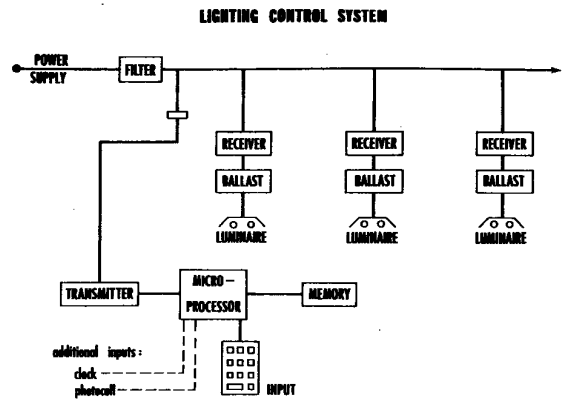 LIGHTING CONTROL SYSTEM
POWER
SUPPLY
FILTER
RECEIVER
RECEIVER
RECEIVER
BALLAST
BALLAST
BALLAST
LUMINAIRE
LUMINAIRE
LUMINAIRE
TRANSMITTER
MICRO-
PROCESSOR
MEMORY
additional inputs:
clock
photocell
INPUT